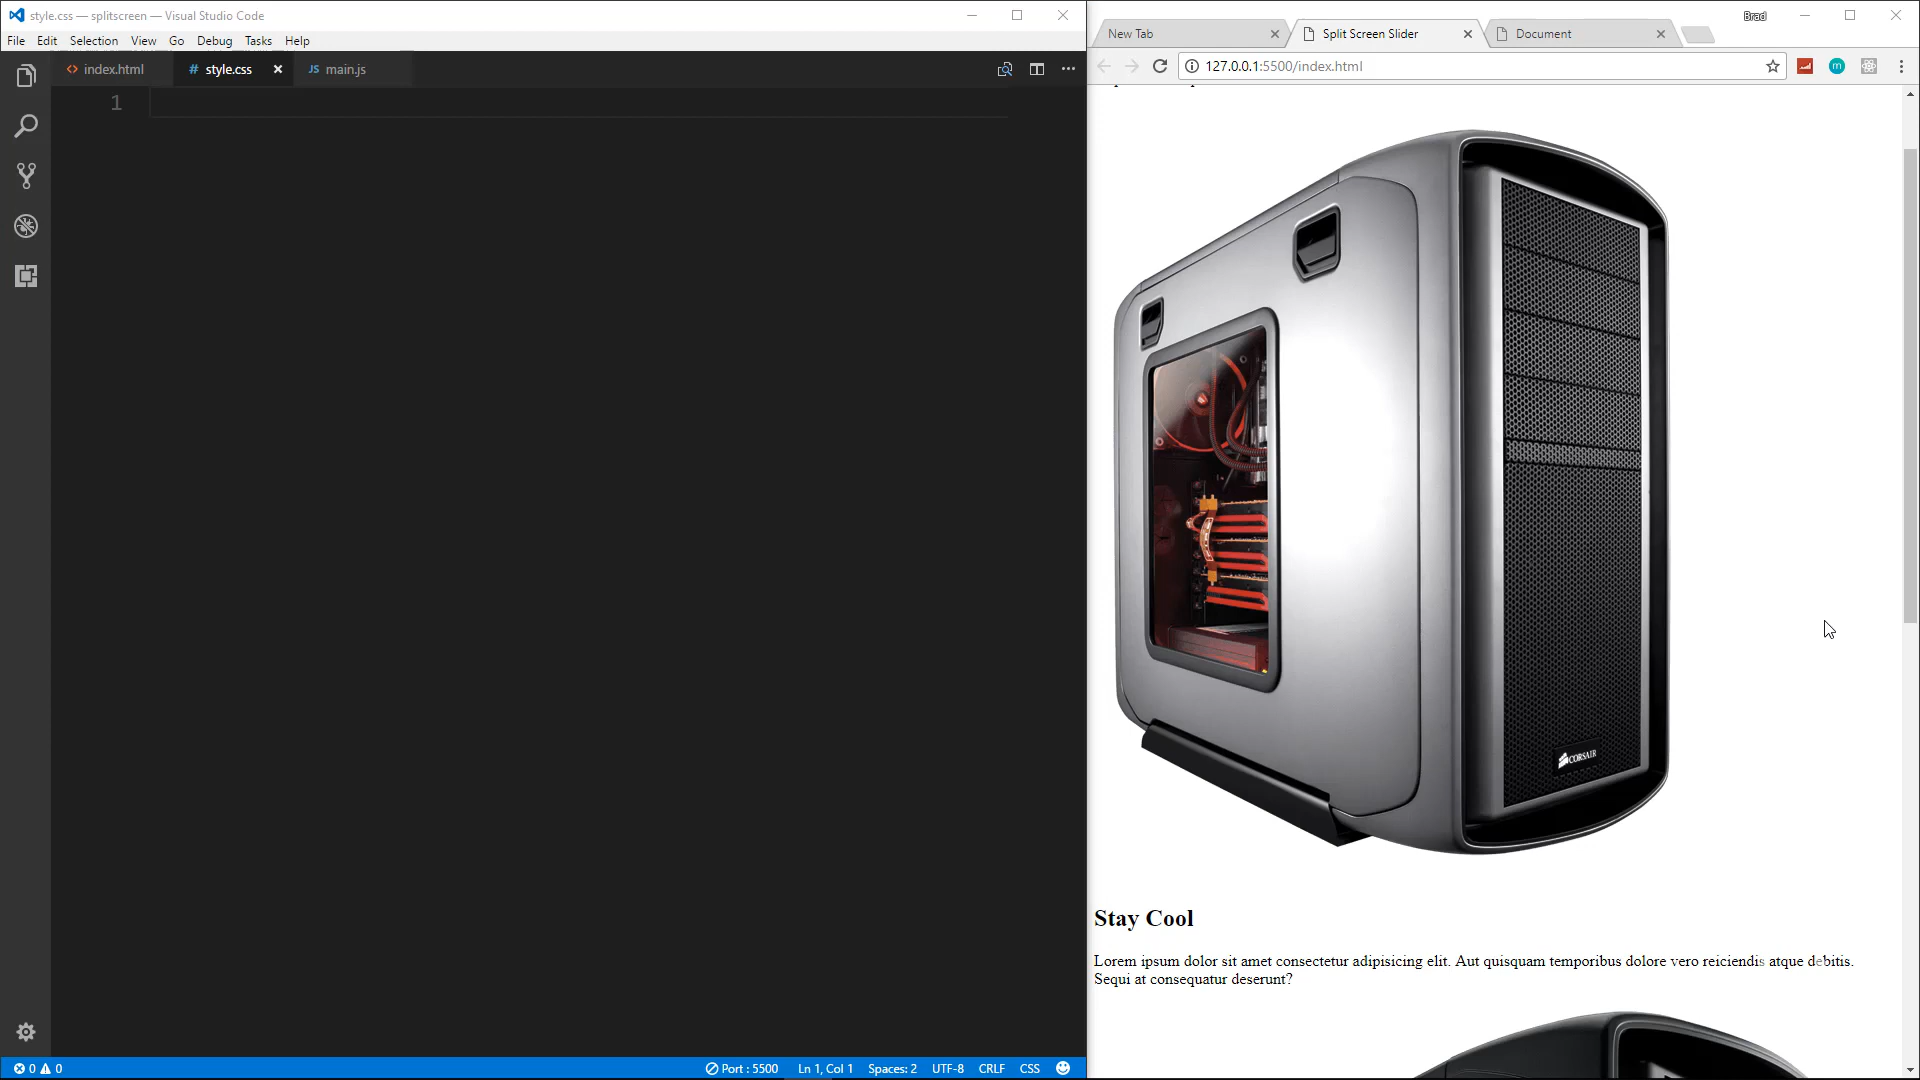 style.css — splitscreen — Visual Studio Code
File Edit Selection View Go Debug Tasks Help
index.html
# style.css
JS main.js
1
0 0
Port : 5500 Ln 1, Col 1 Spaces: 2 UTF-8 CRLF CSS
Brad
New Tab
Split Screen Slider
Document
127.0.0.1:5500/index.html
m
CORSAIR
Stay Cool
Lorem ipsum dolor sit amet consectetur adipisicing elit. Aut quisquam temporibus dolore vero reiciendis atque debitis.
Sequi at consequatur deserunt?